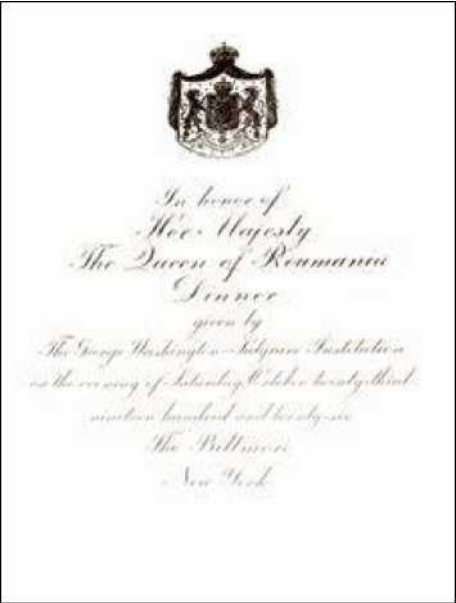 In honor of
Her Majesty
The Queen of Roumania
Dinner
given by
The George Washington-Sulgrave Institution
on the evening of Saturday October twenty-third
nineteen hundred and twenty-six
The Biltmore
New York